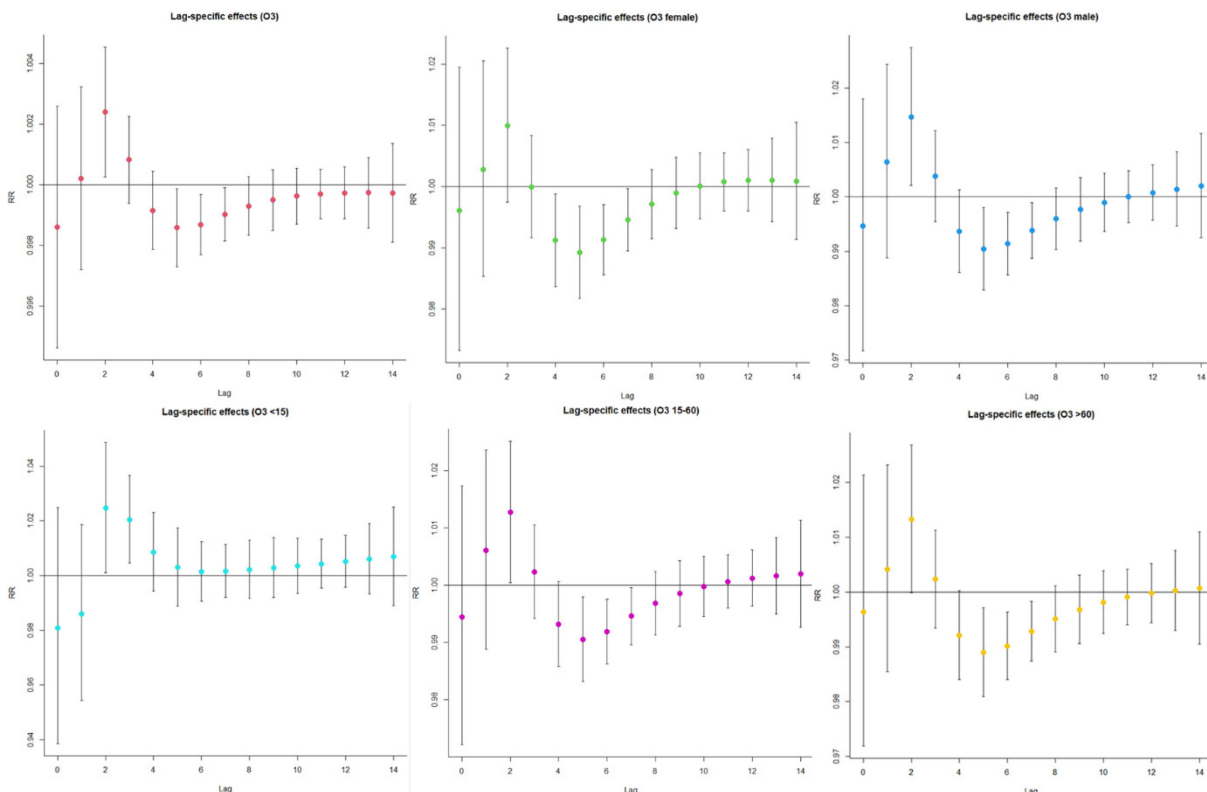 Lag-specific effects (O3)
RR
1.004
1.002
1.000
0.998
0.996
0 2 4 6 8 10 12 14
Lag
Lag-specific effects (O3 female)
RR
1.02
1.01
1.00
0.99
0.98
0 2 4 6 8 10 12 14
Lag
Lag-specific effects (O3 male)
RR
1.02
1.01
1.00
0.99
0.98
0.97
0 2 4 6 8 10 12 14
Lag
Lag-specific effects (O3 <15)
RR
1.04
1.02
1.00
0.98
0.96
0.94
0 2 4 6 8 10 12 14
Lag
Lag-specific effects (O3 15-60)
RR
1.02
1.01
1.00
0.99
0.98
0 2 4 6 8 10 12 14
Lag
Lag-specific effects (O3 >60)
RR
1.02
1.01
1.00
0.99
0.98
0.97
0 2 4 6 8 10 12 14
Lag